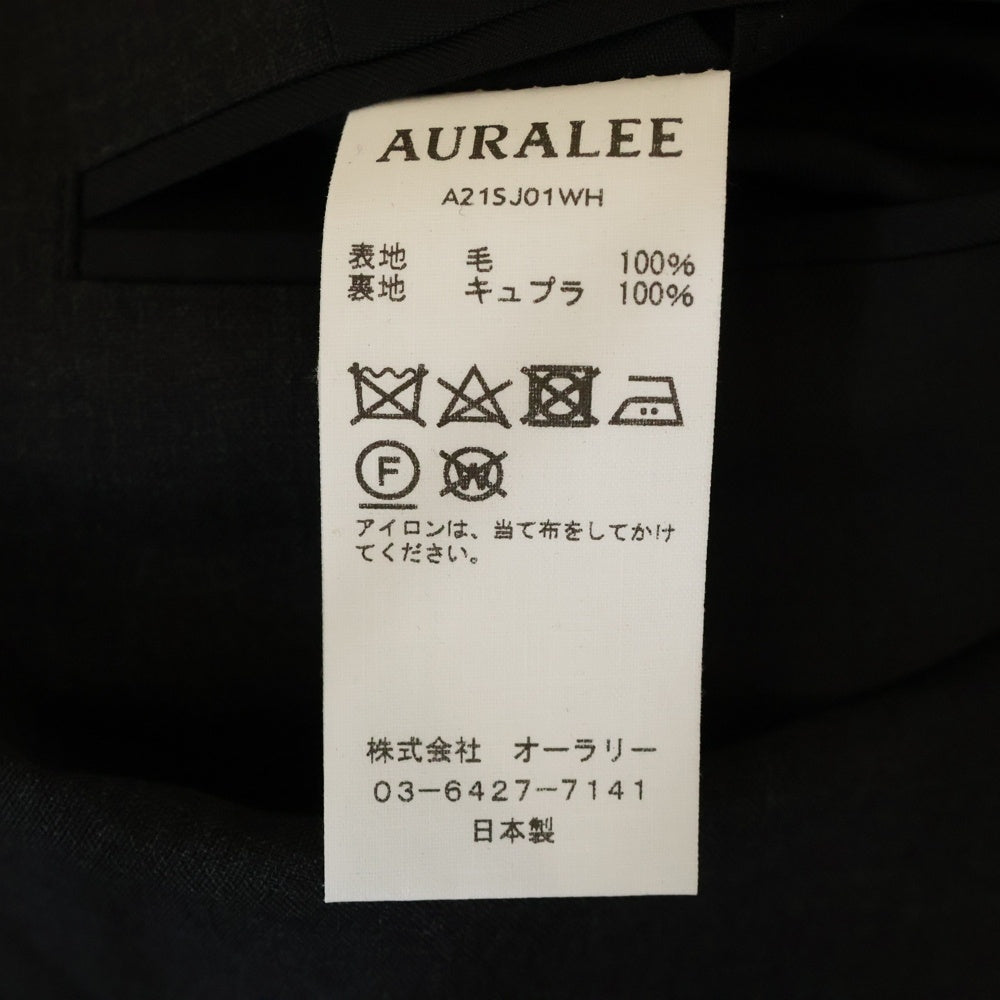 AURALEE
A21SJ01WH
表地 毛 100%
裏地 キュプラ 100%
F W
アイロンは、当て布をしてかけ
てください。
株式会社 オーラリー
03-6427-7141
日本製